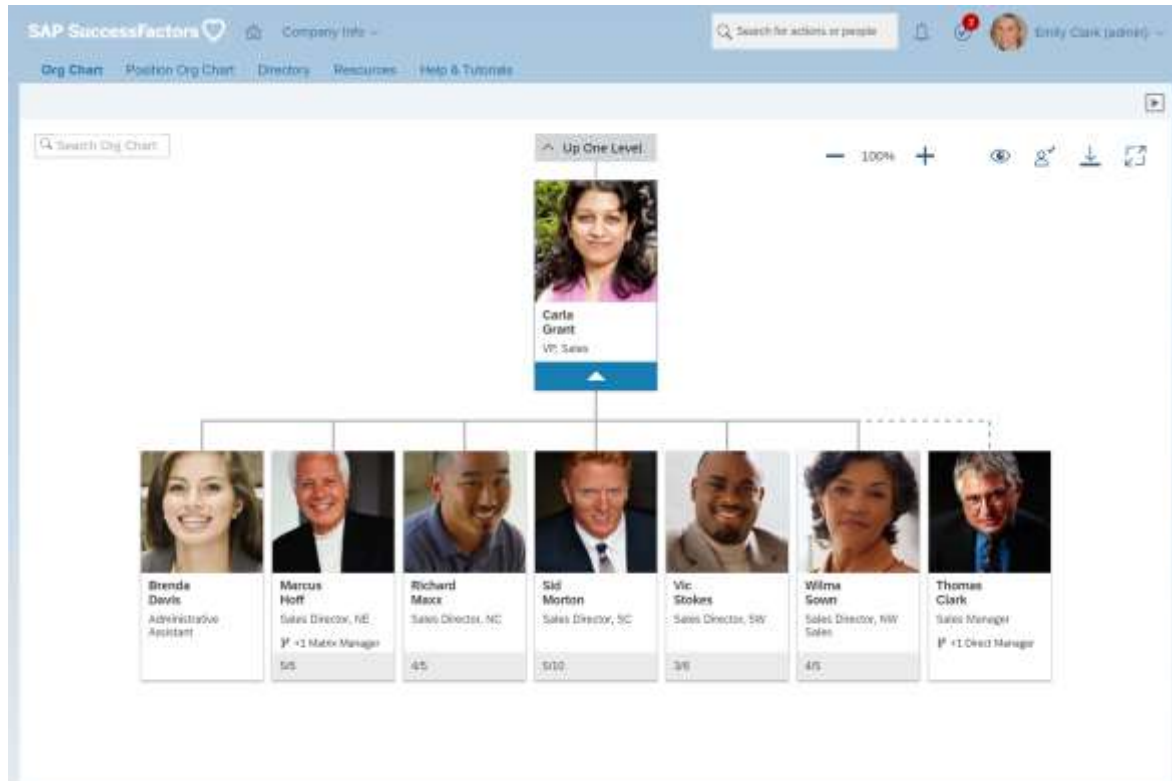 SAP SuccessFactors
Company Info
Search for actions or people
7
Emily Clark (admin)
Org Chart
Position Org Chart
Directory
Resources
Help & Tutorials
Search Org Chart
Up One Level
100%
Carla
Grant
VP, Sales
Brenda
Davis
Administrative
Assistant
Marcus
Hoff
Sales Director, NE
+1 Matrix Manager
5/5
Richard
Maxx
Sales Director, NC
4/5
Sid
Morton
Sales Director, SC
5/10
Vic
Stokes
Sales Director, SW
3/6
Wilma
Sown
Sales Director, NW
Sales
4/5
Thomas
Clark
Sales Manager
+1 Direct Manager